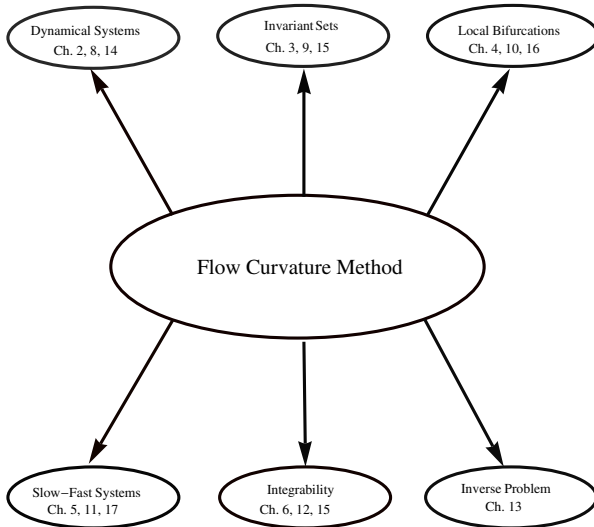 Dynamical Systems
Ch. 2, 8, 14
Invariant Sets
Ch. 3, 9, 15
Local Bifurcations
Ch. 4, 10, 16
Flow Curvature Method
Slow−Fast Systems
Ch. 5, 11, 17
Integrability
Ch. 6, 12, 15
Inverse Problem
Ch. 13